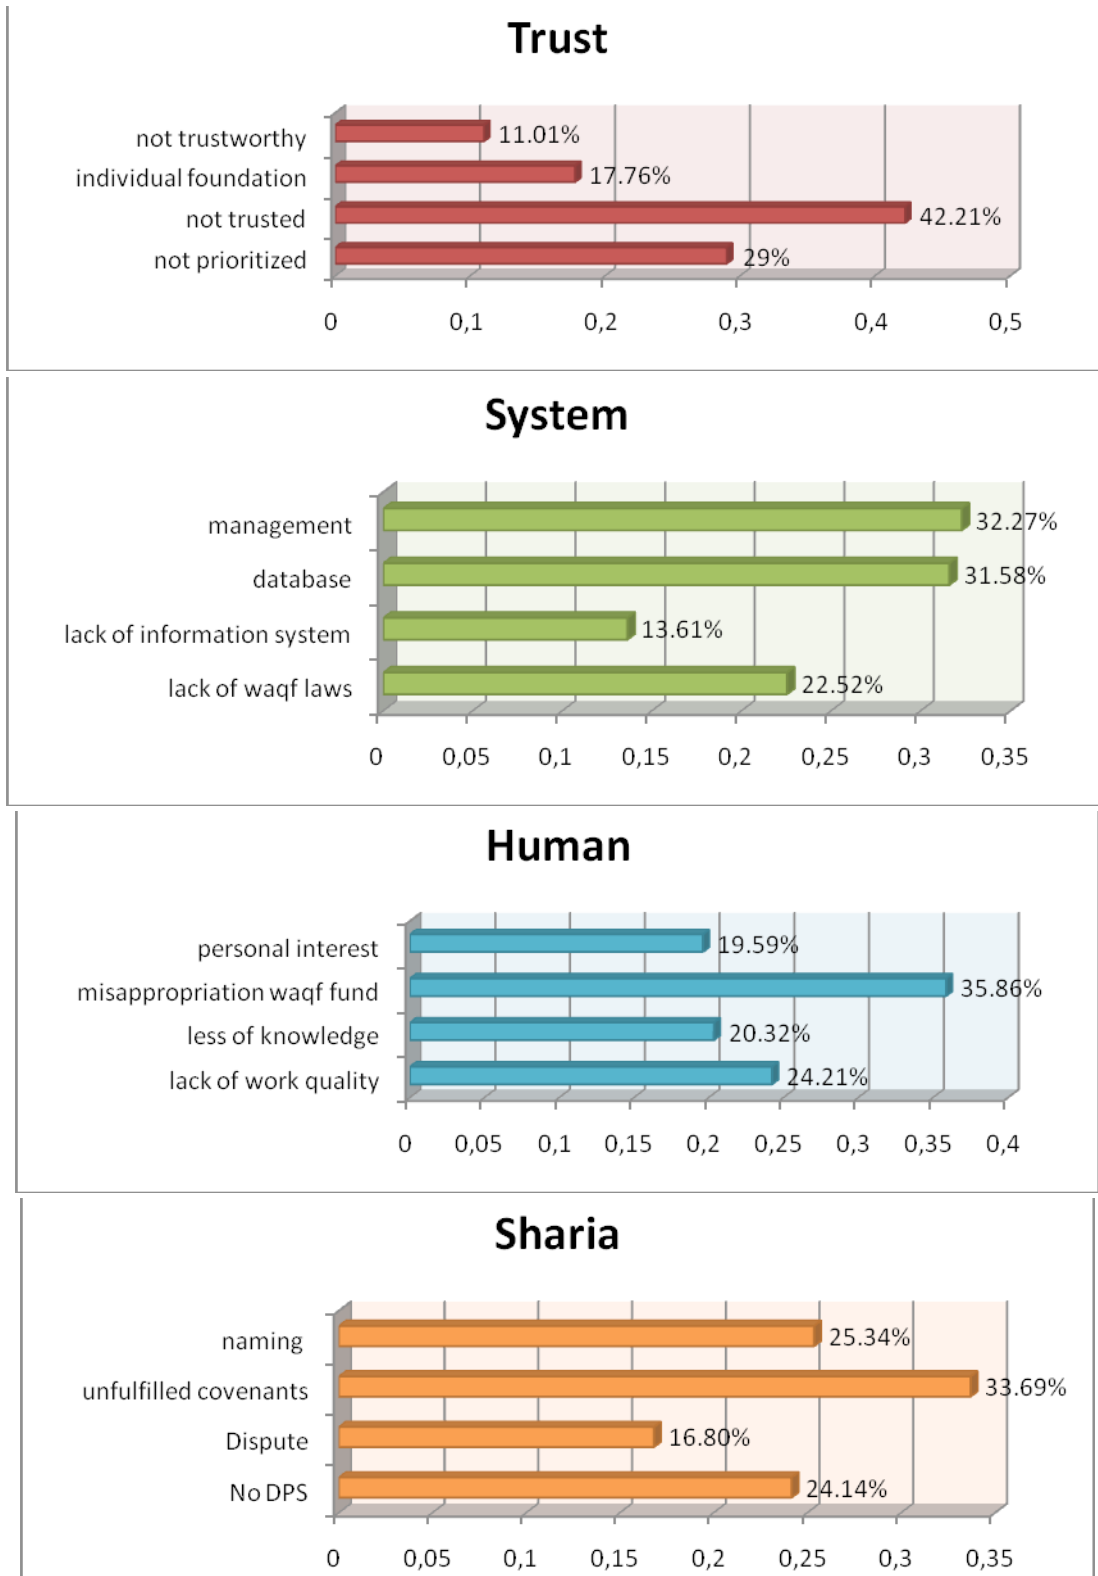 Trust
not trustworthy 11.01%
individual foundation 17.76%
not trusted 42.21%
not prioritized 29%
0 0,1 0,2 0,3 0,4 0,5
System
management 32.27%
database 31.58%
lack of information system 13.61%
lack of waqf laws 22.52%
0 0,05 0,1 0,15 0,2 0,25 0,3 0,35
Human
personal interest 19.59%
misappropriation waqf fund 35.86%
less of knowledge 20.32%
lack of work quality 24.21%
0 0,05 0,1 0,15 0,2 0,25 0,3 0,35 0,4
Sharia
naming 25.34%
unfulfilled covenants 33.69%
Dispute 16.80%
No DPS 24.14%
0 0,05 0,1 0,15 0,2 0,25 0,3 0,35